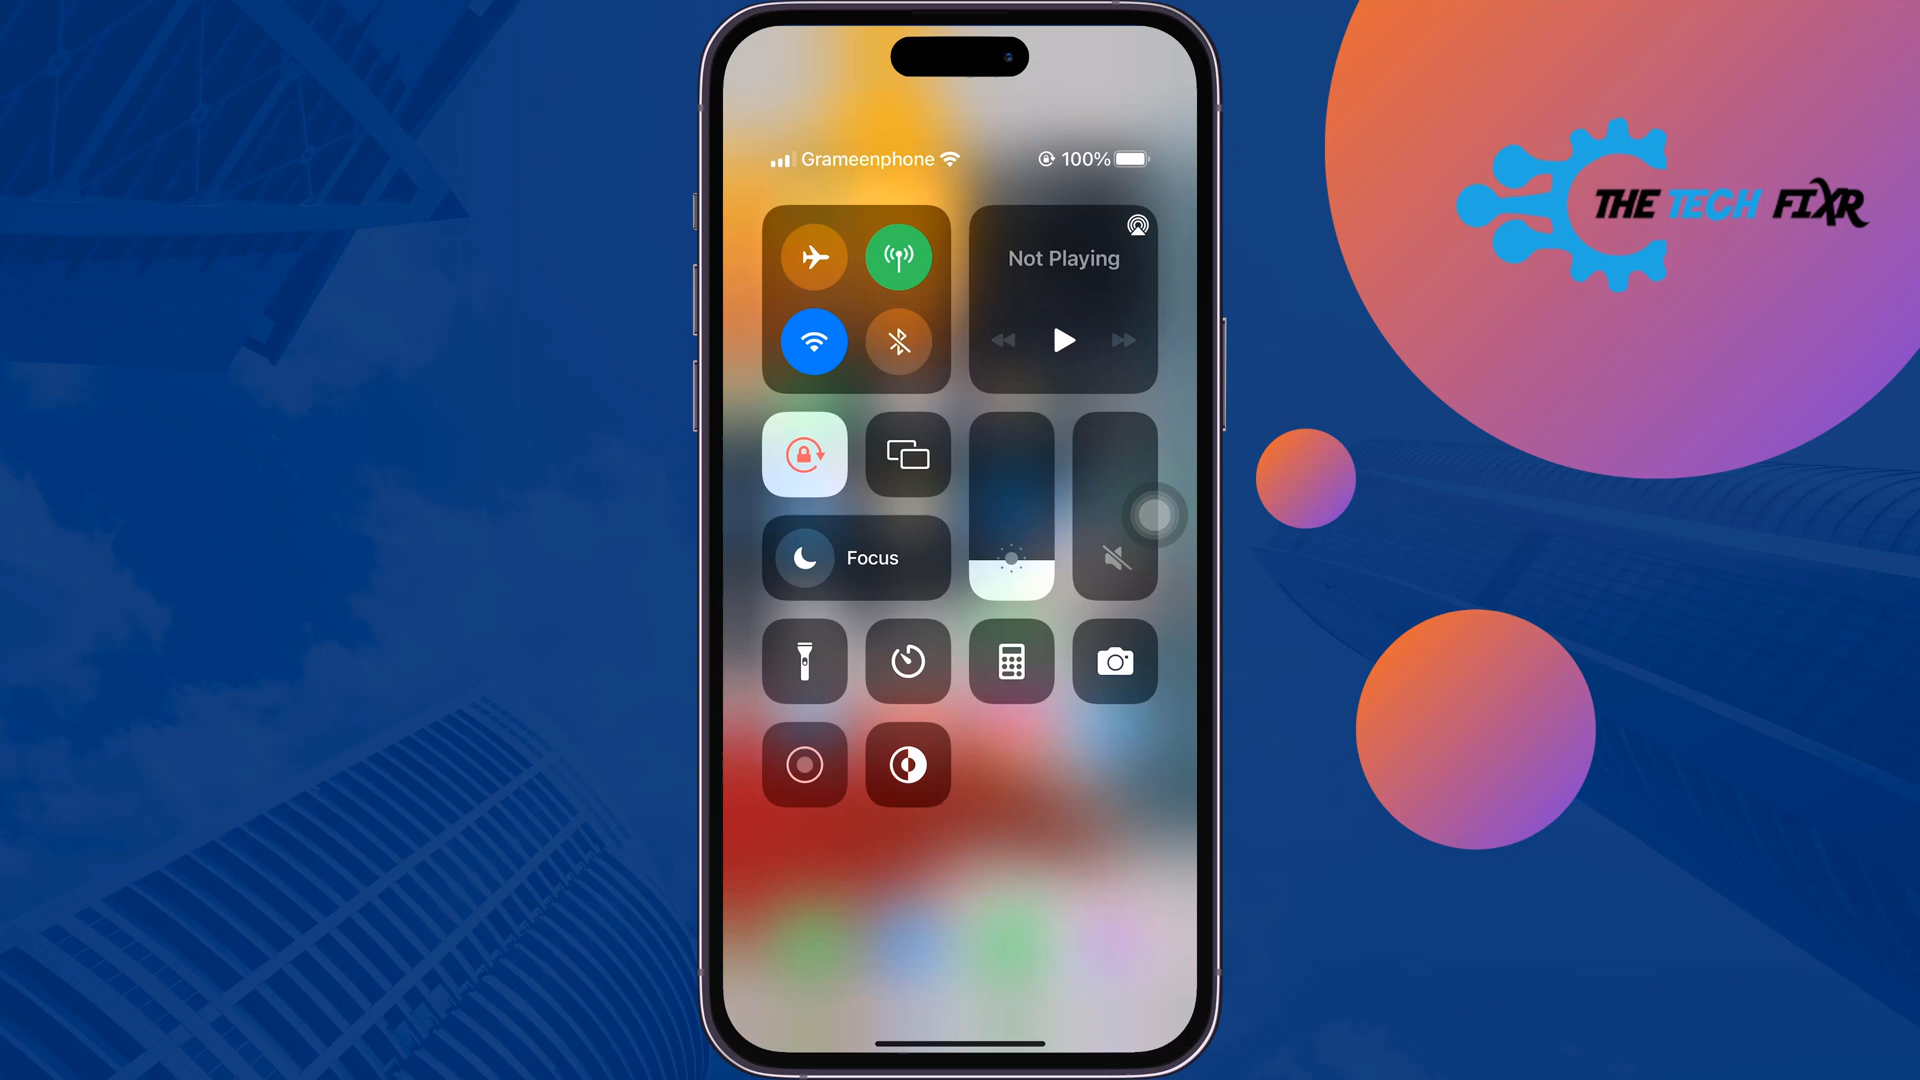 Grameenphone
100%
THE TECH FIXR
Not Playing
Focus